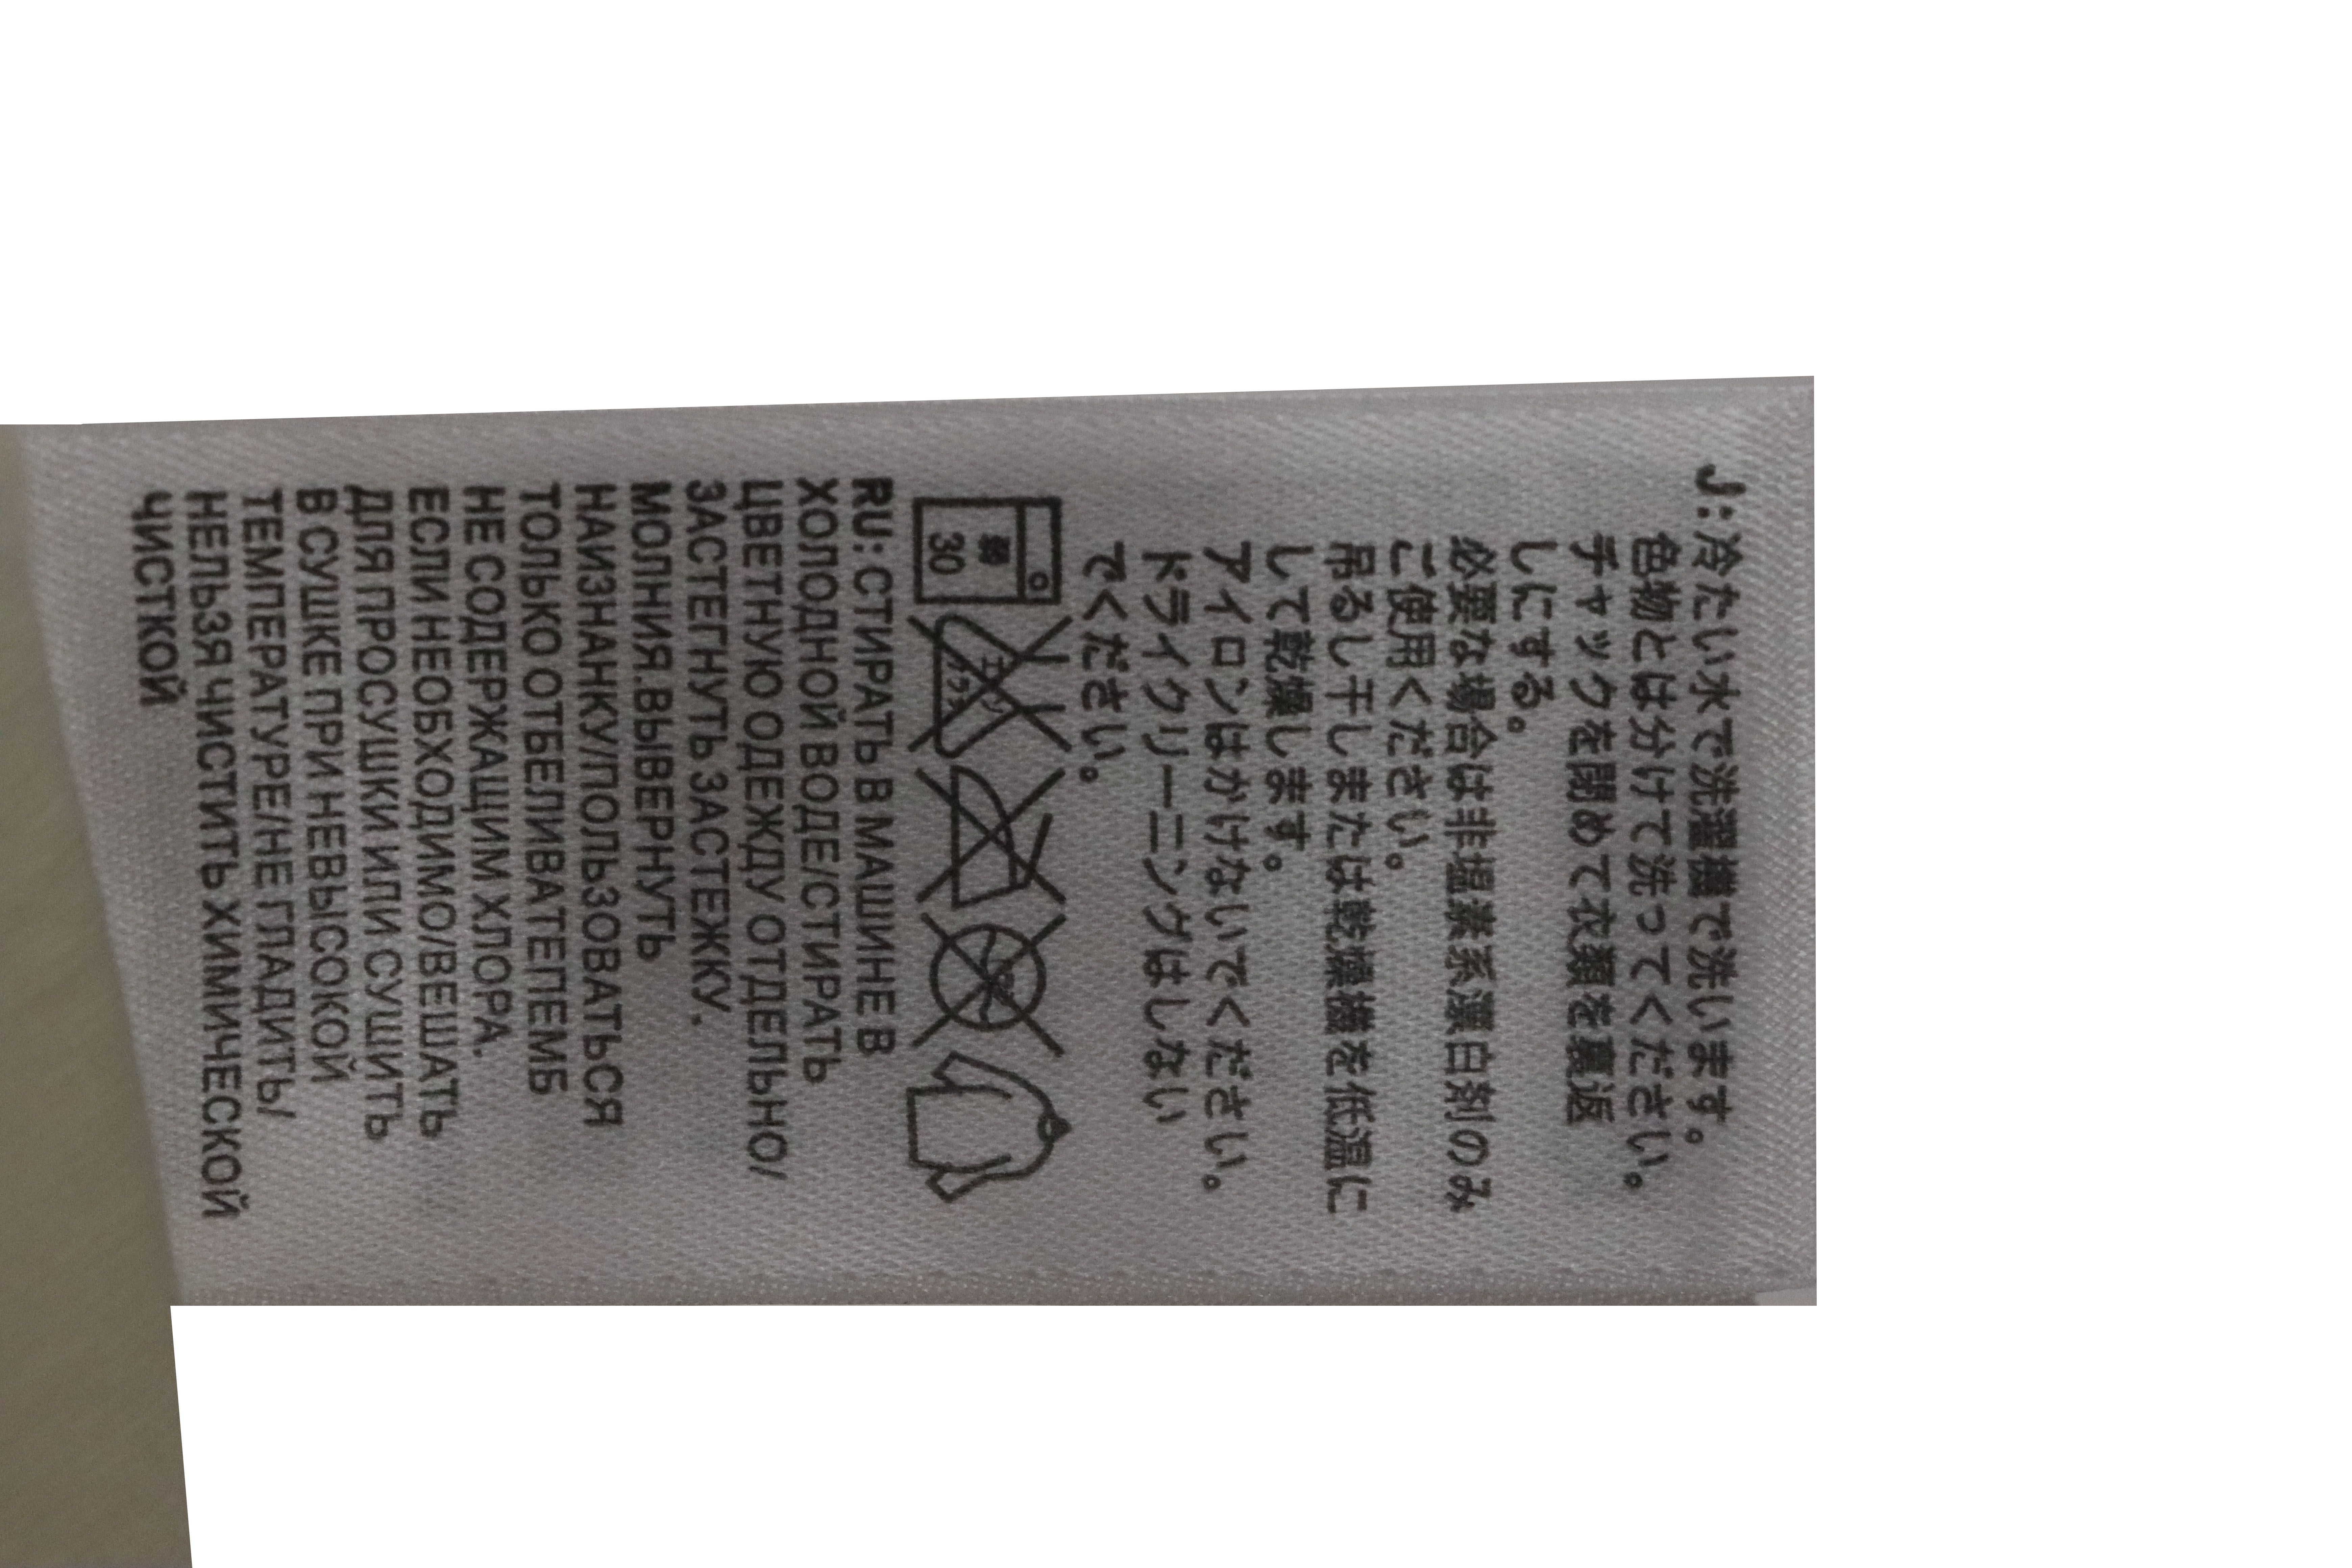 J:冷たい水で洗濯機で洗います。
色物とは分けて洗ってください。
チャックを閉めて衣類を裏返
しにする。
必要な場合は非塩素系漂白剤のみ
ご使用ください。
吊るし干しまたは乾燥機を低温に
して乾燥します。
アイロンはかけないでください。
ドライクリーニングはしない
でください。
30
エンソ
サラシ
RU: СТИРАТЬ В МАШИНЕ В
ХОЛОДНОЙ ВОДЕ/СТИРАТЬ
ЦВЕТНУЮ ОДЕЖДУ ОТДЕЛЬНО/
ЗАСТЕГНУТЬ ЗАСТЕЖКУ.
МОЛНИЯ.ВЫВЕРНУТЬ
НАИЗНАНКУ/ПОЛЬЗОВАТЬСЯ
ТОЛЬКО ОТБЕЛИВАТЕПЕМБ
НЕ СОДЕРЖАЩИМ ХЛОРА.
ЕСЛИ НЕОБХОДИМО/ВЕШАТЬ
ДЛЯ ПРОСУШКИ ИЛИ СУШИТЬ
В СУШКЕ ПРИ НЕВЫСОКОЙ
ТЕМПЕРАТУРЕ/НЕ ГЛАДИТЬ/
НЕЛЬЗЯ ЧИСТИТЬ ХИМИЧЕСКОЙ
ЧИСТКОЙ